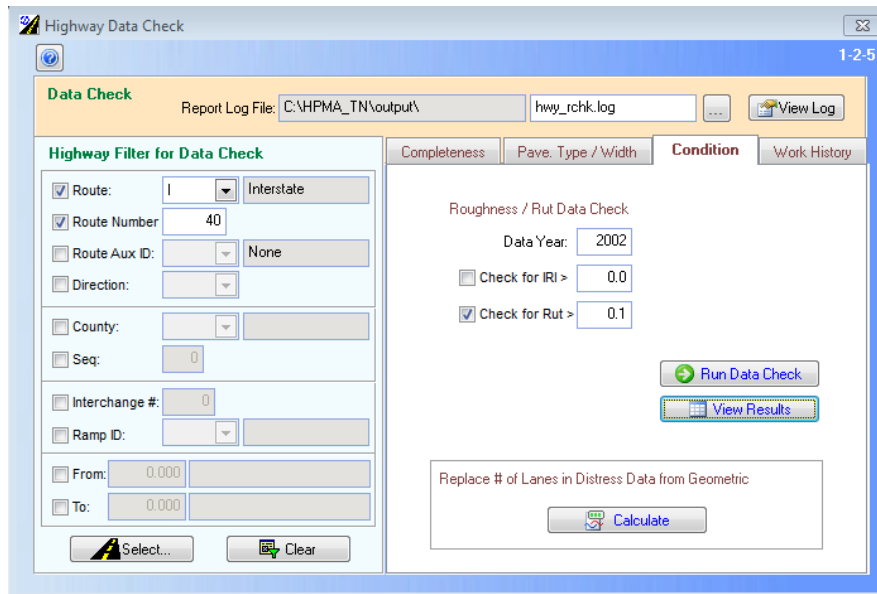 Highway Data Check
1-2-5
Data Check
Report Log File: C:\HPMA_TN\output\ hwy_rchk.log ... View Log
Highway Filter for Data Check
Route: I Interstate
Route Number 40
Route Aux ID: None
Direction:
County:
Seq: 0
Interchange #: 0
Ramp ID:
From: 0.000
To: 0.000
Select... Clear
Completeness Pave. Type / Width Condition Work History
Roughness / Rut Data Check
Data Year: 2002
Check for IRI > 0.0
Check for Rut > 0.1
Run Data Check
View Results
Replace # of Lanes in Distress Data from Geometric
Calculate